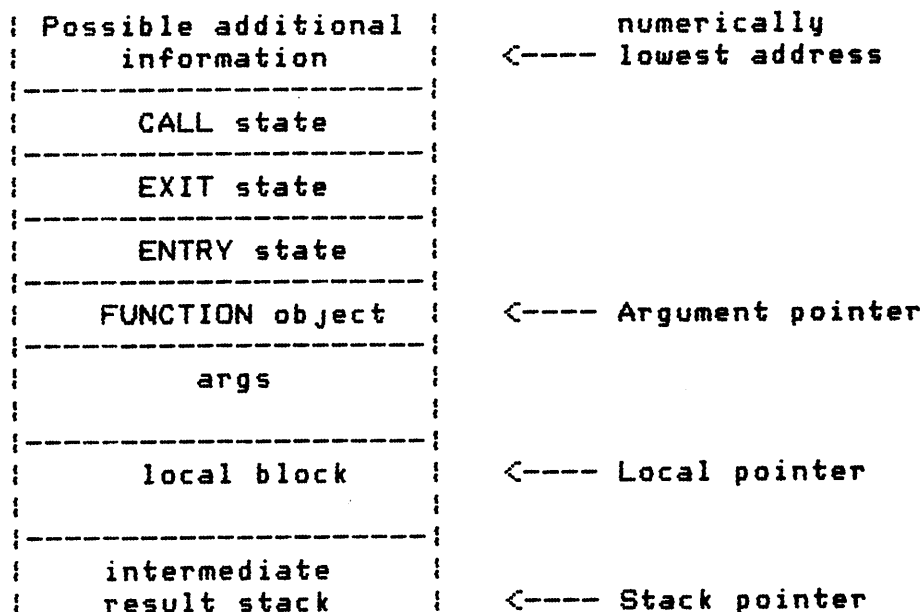 Possible additional numerically
information <---- lowest address
CALL state
EXIT state
ENTRY state
FUNCTION object <---- Argument pointer
args
local block <---- Local pointer
intermediate
result stack <---- Stack pointer